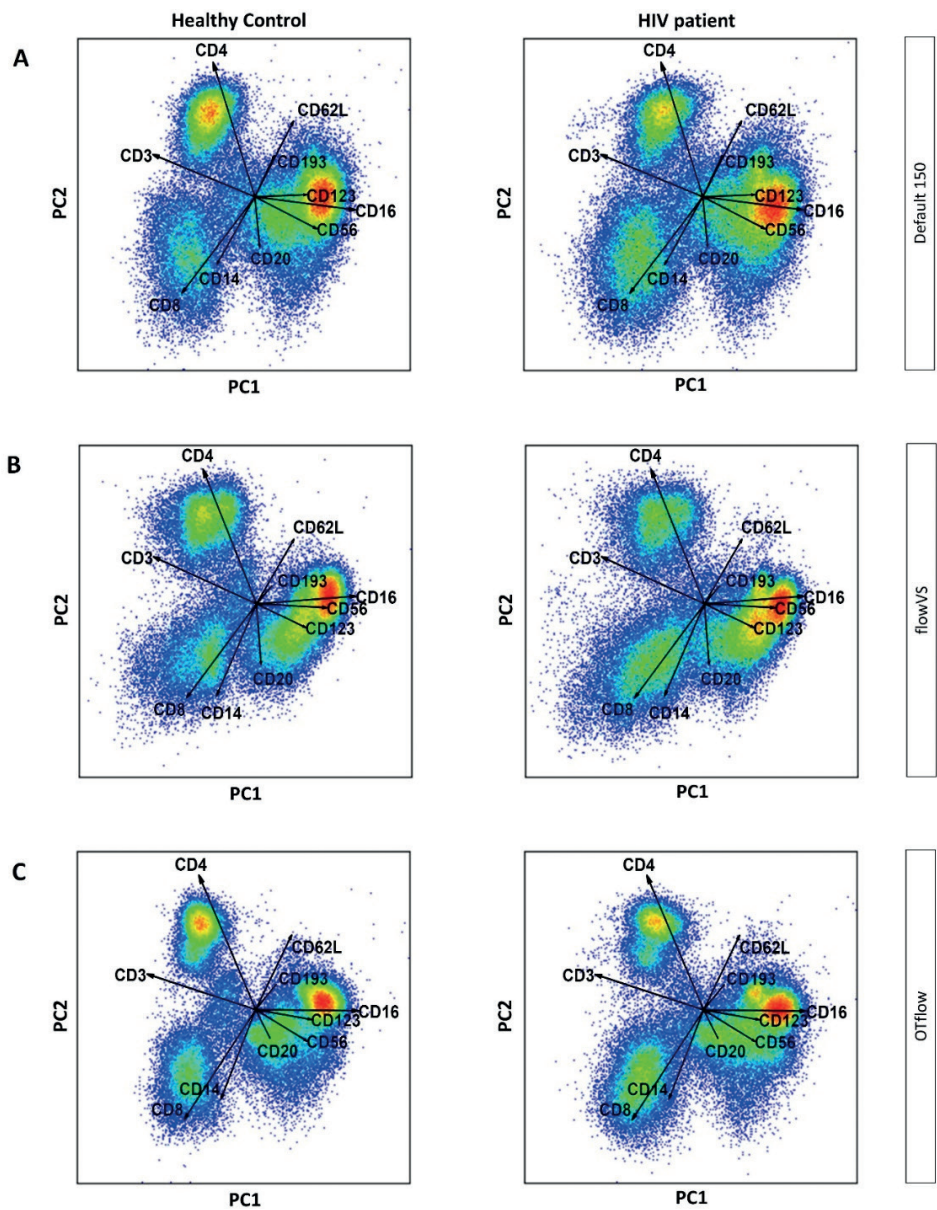 Healthy Control
HIV patient
A
CD4
CD62L
CD3
CD193
CD123
CD16
CD56
CD20
CD14
CD8
PC2
PC1
CD4
CD62L
CD3
CD193
CD123
CD16
CD56
CD20
CD14
CD8
PC2
PC1
Default 150
B
CD4
CD62L
CD3
CD193
CD16
CD56
CD123
CD20
CD8
CD14
PC2
PC1
CD4
CD62L
CD3
CD193
CD16
CD56
CD123
CD20
CD8
CD14
PC2
PC1
flowVS
C
CD4
CD62L
CD3
CD193
CD16
CD123
CD56
CD20
CD14
CD8
PC2
PC1
CD4
CD62L
CD3
CD193
CD16
CD123
CD56
CD20
CD14
CD8
PC2
PC1
OTflow